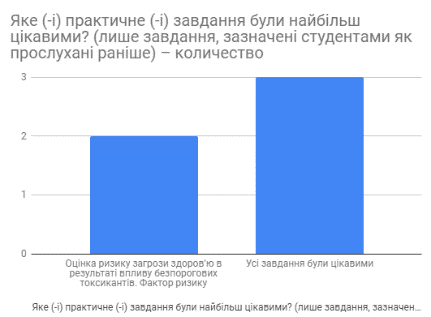 Яке (-і) практичне (-і) завдання були найбільш
цікавими? (лише завдання, зазначені студентами як
прослухані раніше) – количество
3
2
1
0
Оцінка ризику загрози здоров'ю в
результаті впливу безпорогових
токсикантів. Фактор ризику
Усі завдання були цікавими
Яке (-і) практичне (-і) завдання були найбільш цікавими? (лише завдання, зазначен...